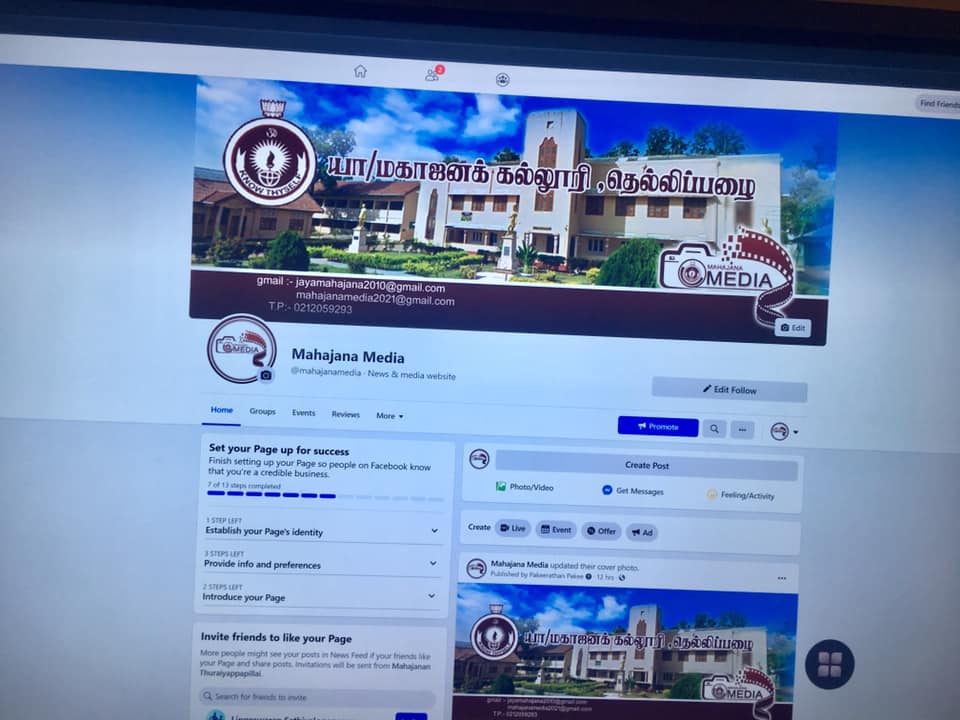 2
Find Friends
KNOW THYSELF
யா/மகாஜனக் கல்லூரி ,தெல்லிப்பழை
MAHAJANA
MEDIA
gmail :- jayamahajana2010@gmail.com
mahajanamedia2021@gmail.com
T.P:- 0212059293
Edit
MEDIA
Mahajana Media
@mahajanamedia · News & media website
Edit Follow
Home Groups Events Reviews More
Promote
Set your Page up for success
Finish setting up your Page so people on Facebook know
that you're a credible business.
7 of 13 steps completed
1 STEP LEFT
Establish your Page's identity
3 STEPS LEFT
Provide info and preferences
2 STEPS LEFT
Introduce your Page
Invite friends to like your Page
More people might see your posts in News Feed if your friends like
your Page and share posts. Invitations will be sent from Mahajanan
Thuraiyappapillai.
Search for friends to invite
Create Post
Photo/Video Get Messages Feeling/Activity
Create Live Event Offer Ad
Mahajana Media updated their cover photo.
Published by Pakeerathan Pekee · 12 hrs ·
KNOW THYSELF
யா/மகாஜனக் கல்லூரி ,தெல்லிப்பழை
MAHAJANA
MEDIA
gmail :- jayamahajana2010@gmail.com
mahajanamedia2021@gmail.com
T.P:- 0212059293